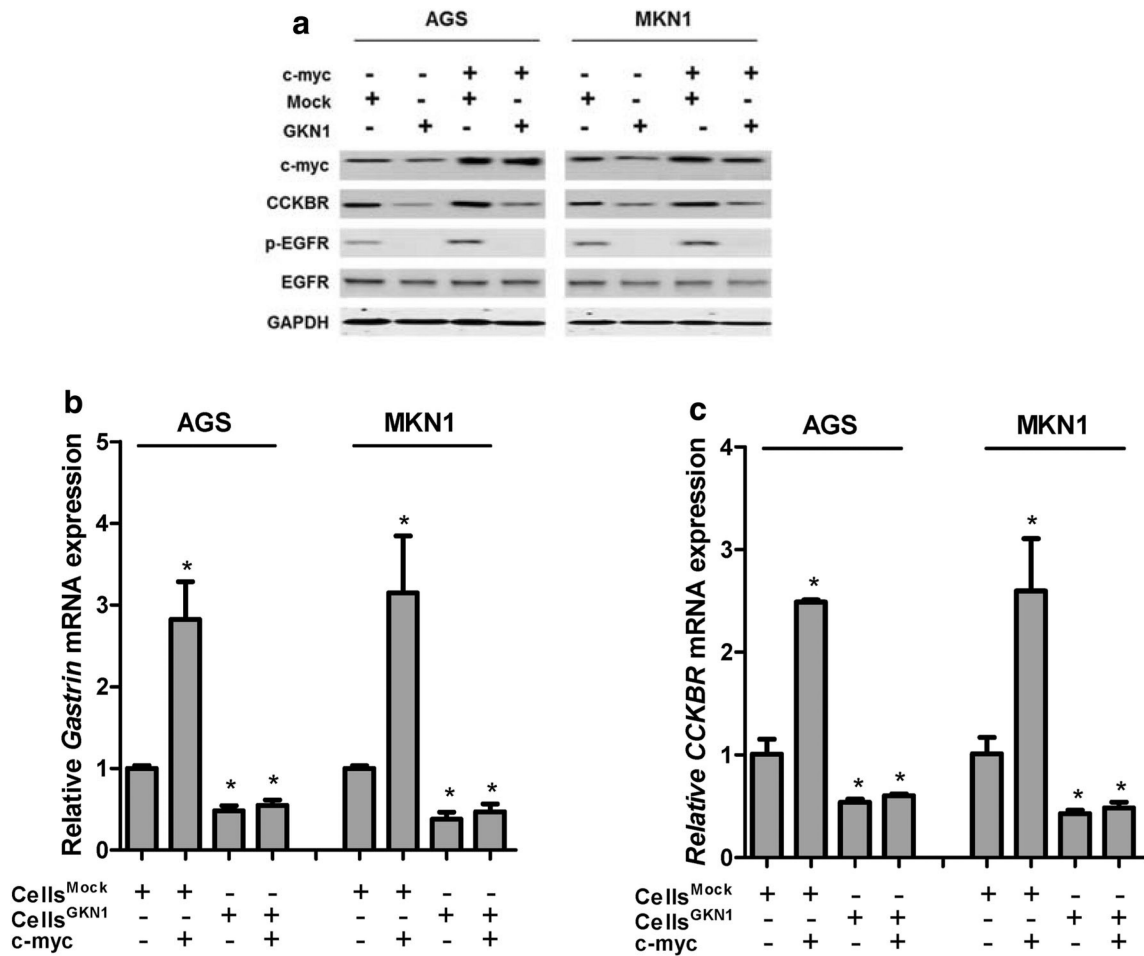 a
AGS MKN1
c-myc - - + + - - + +
Mock + - + - + - + -
GKN1 - + - + - + - +
c-myc
CCKBR
p-EGFR
EGFR
GAPDH
b
AGS MKN1
Relative Gastrin mRNA expression
5
4
3
2
1
0
* * * * * *
Cells^Mock + + - - + + - -
Cells^GKN1 - - + + - - + +
c-myc - + - + - + - +
c
AGS MKN1
Relative CCKBR mRNA expression
4
3
2
1
0
* * * * * *
Cells^Mock + + - - + + - -
Cells^GKN1 - - + + - - + +
c-myc - + - + - + - +